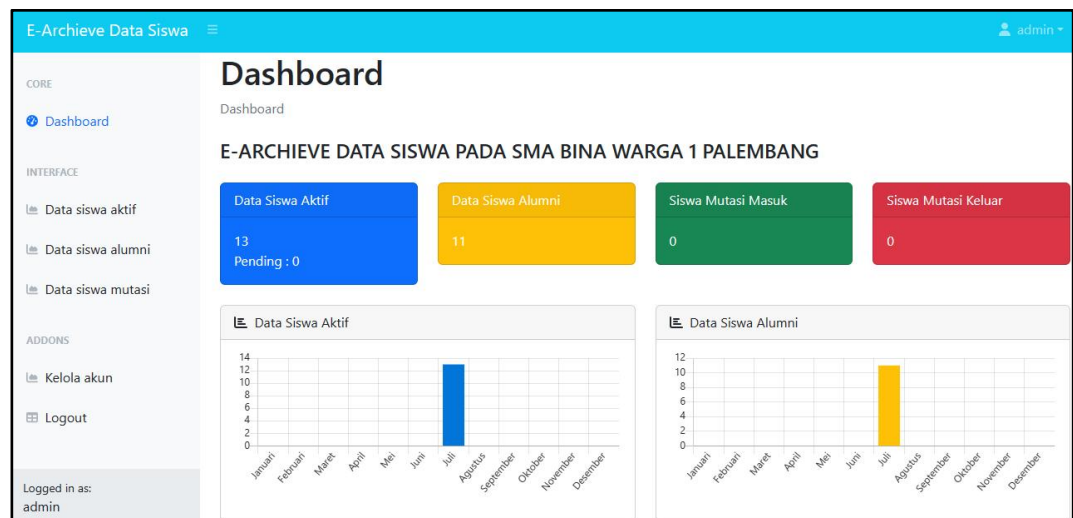 E-Archieve Data Siswa
admin
CORE
Dashboard
INTERFACE
Data siswa aktif
Data siswa alumni
Data siswa mutasi
ADDONS
Kelola akun
Logout
Logged in as:
admin
Dashboard
Dashboard
E-ARCHIEVE DATA SISWA PADA SMA BINA WARGA 1 PALEMBANG
Data Siswa Aktif
13
Pending : 0
Data Siswa Alumni
11
Siswa Mutasi Masuk
0
Siswa Mutasi Keluar
0
Data Siswa Aktif
14
12
10
8
6
4
2
0
Januari
Februari
Maret
April
Mei
Juni
Juli
Agustus
September
Oktober
November
Desember
Data Siswa Alumni
12
10
8
6
4
2
0
Januari
Februari
Maret
April
Mei
Juni
Juli
Agustus
September
Oktober
November
Desember